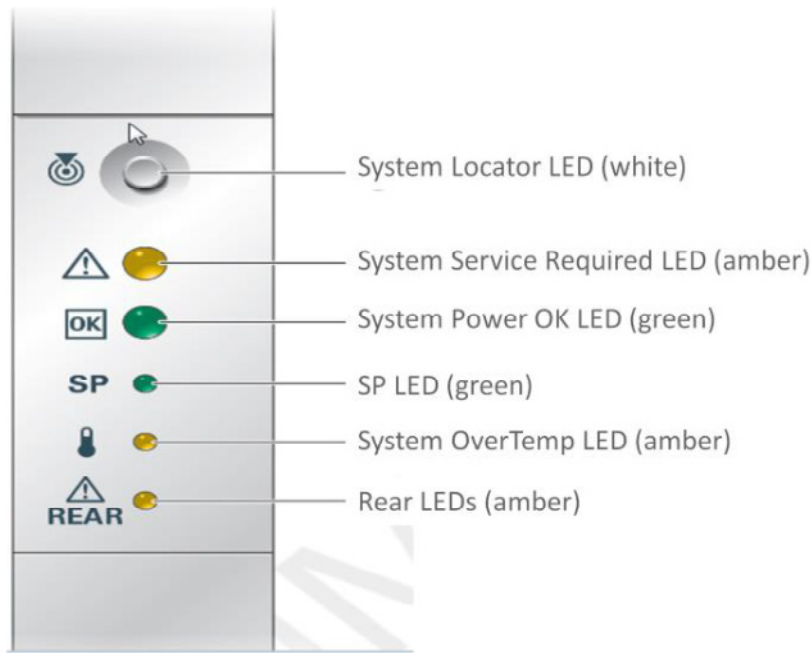 System Locator LED (white)
System Service Required LED (amber)
OK
System Power OK LED (green)
SP
SP LED (green)
System OverTemp LED (amber)
REAR
Rear LEDs (amber)